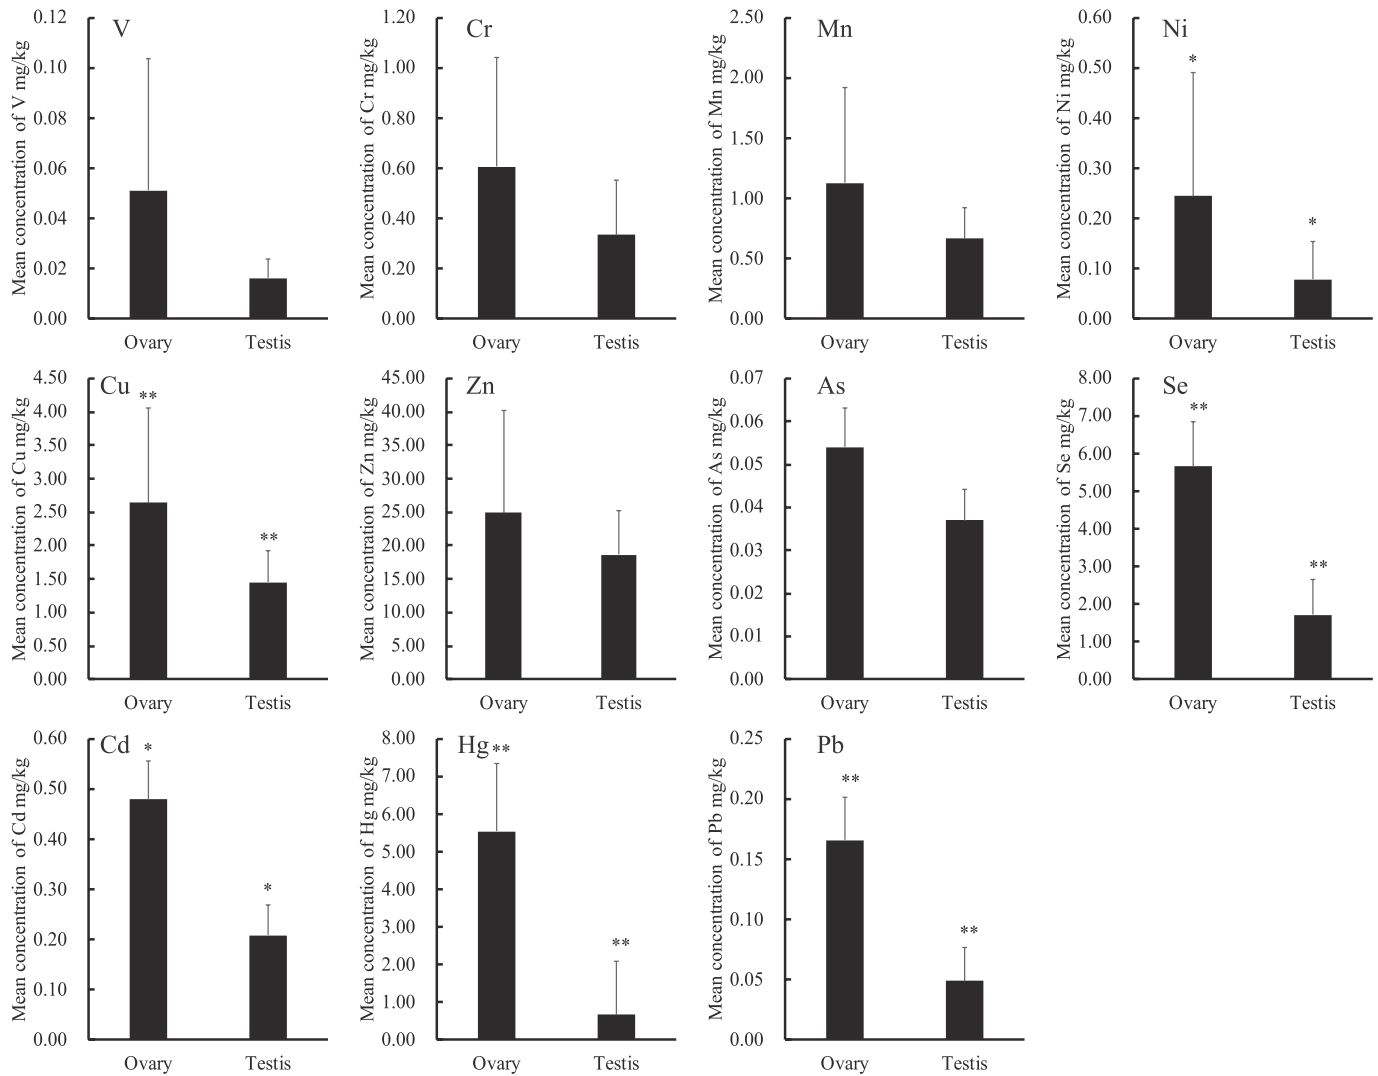 V
Mean concentration of V mg/kg
0.12
0.10
0.08
0.06
0.04
0.02
0.00
Ovary Testis
Cr
Mean concentration of Cr mg/kg
1.20
1.00
0.80
0.60
0.40
0.20
0.00
Ovary Testis
Mn
Mean concentration of Mn mg/kg
2.50
2.00
1.50
1.00
0.50
0.00
Ovary Testis
Ni
Mean concentration of Ni mg/kg
0.60
0.50
0.40
0.30
0.20
0.10
0.00
*
*
Ovary Testis
Cu
Mean concentration of Cu mg/kg
4.50
4.00
3.50
3.00
2.50
2.00
1.50
1.00
0.50
0.00
**
**
Ovary Testis
Zn
Mean concentration of Zn mg/kg
45.00
40.00
35.00
30.00
25.00
20.00
15.00
10.00
5.00
0.00
Ovary Testis
As
Mean concentration of As mg/kg
0.07
0.06
0.05
0.04
0.03
0.02
0.01
0.00
Ovary Testis
Se
Mean concentration of Se mg/kg
8.00
7.00
6.00
5.00
4.00
3.00
2.00
1.00
0.00
**
**
Ovary Testis
Cd
Mean concentration of Cd mg/kg
0.60
0.50
0.40
0.30
0.20
0.10
0.00
*
*
Ovary Testis
Hg
Mean concentration of Hg mg/kg
8.00
7.00
6.00
5.00
4.00
3.00
2.00
1.00
0.00
**
**
Ovary Testis
Pb
Mean concentration of Pb mg/kg
0.25
0.20
0.15
0.10
0.05
0.00
**
**
Ovary Testis